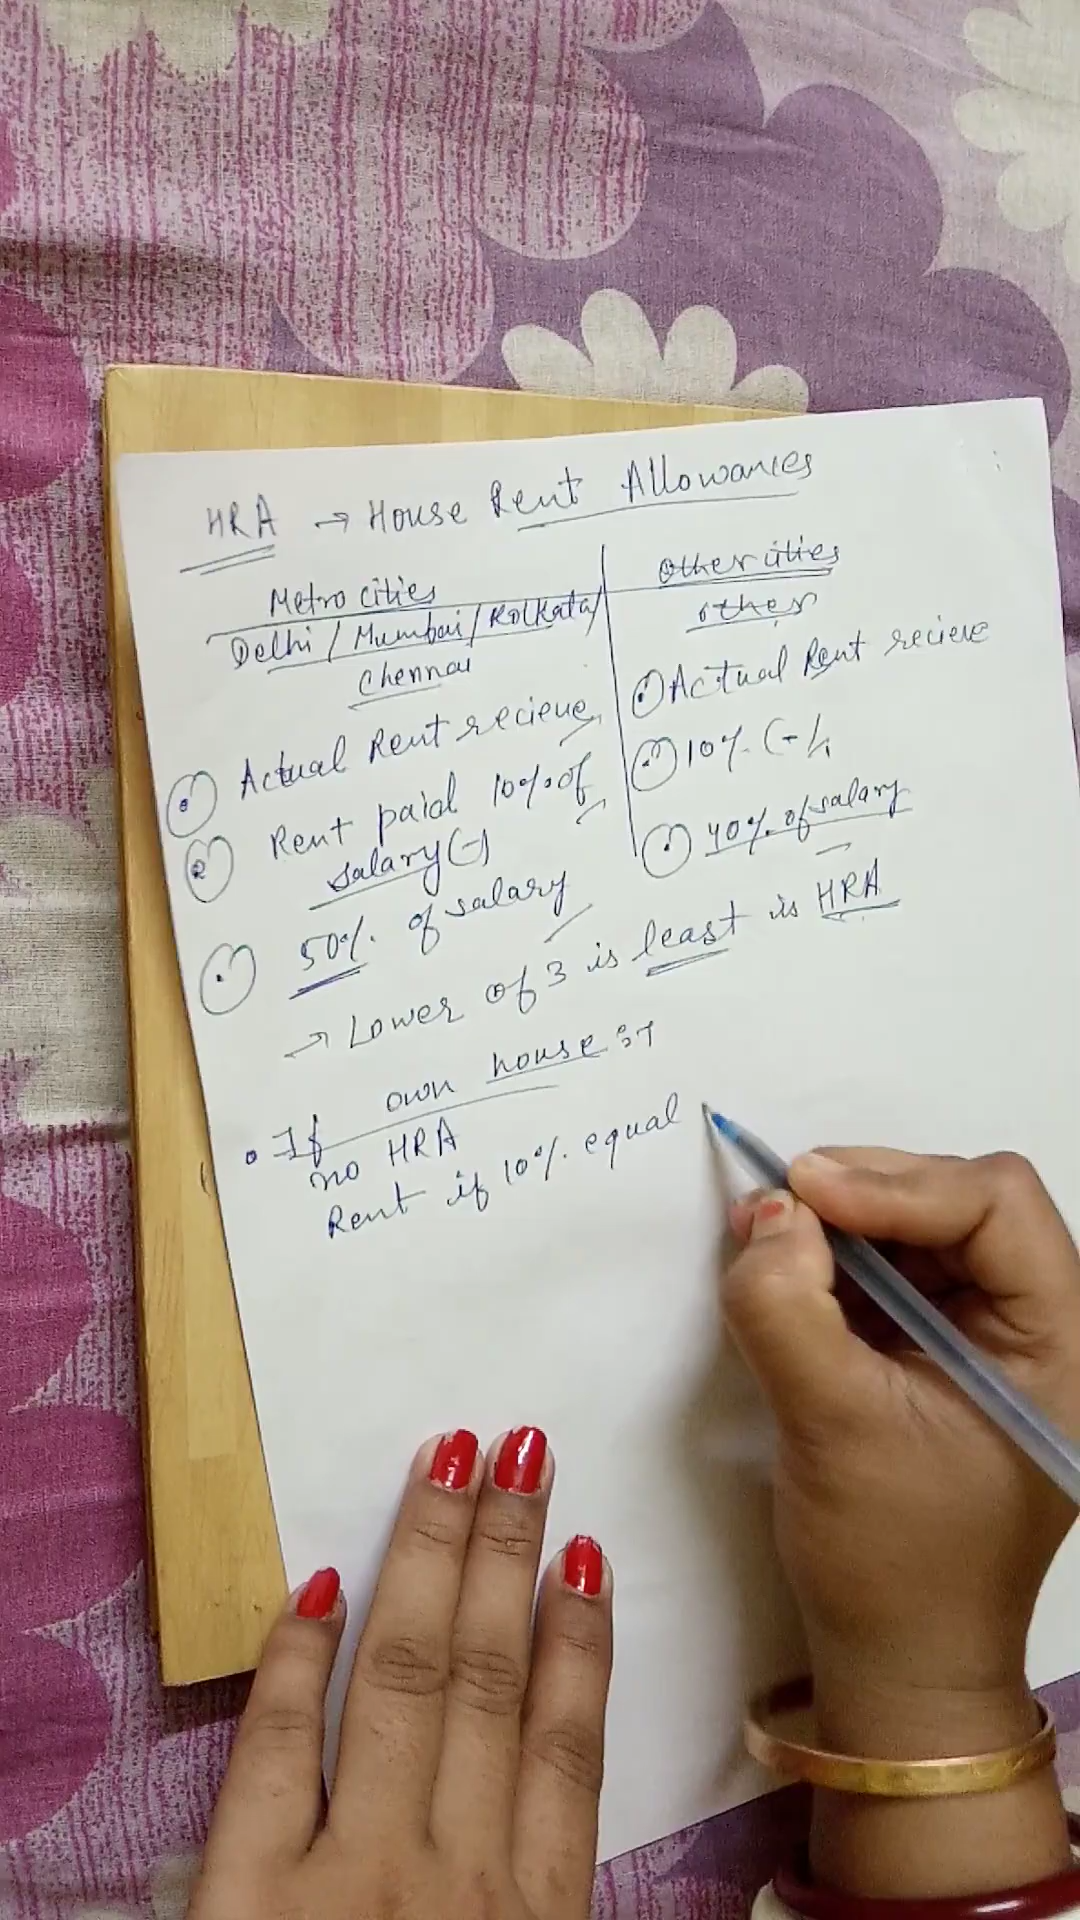 HRA → House Rent Allowances
Metro cities
Delhi / Mumbai / Kolkata /
Chennai
Actual Rent recieve
2 Rent paid 10% of
salary (-)
50% of salary
Other cities
other
Actual Rent recieve
10% (-)
40% of salary
→ Lower of 3 is least is HRA
• If own house :-
no HRA
Rent if 10% equal